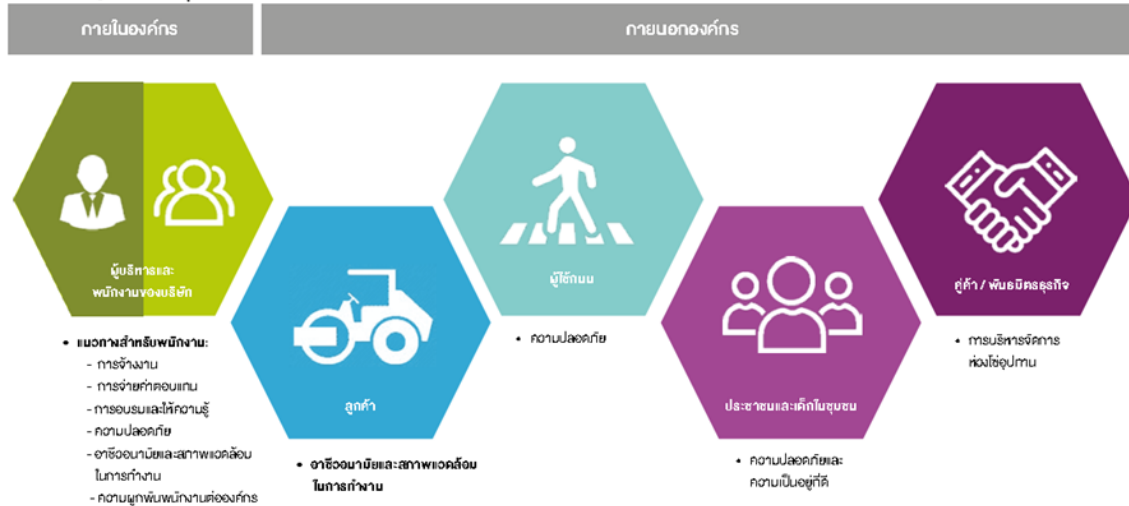 ภายในองค์กร
ภายนอกองค์กร
ผู้บริหารและ
พนักงานของบริษัท
• แนวทางสำหรับพนักงาน:
- การจ้างงาน
- การจ่ายค่าตอบแทน
- การอบรมและให้ความรู้
- ความปลอดภัย
- อาชีวอนามัยและสภาพแวดล้อม
ในการทำงาน
- ความผูกพันพนักงานต่อองค์กร
ลูกค้า
• อาชีวอนามัยและสภาพแวดล้อม
ในการทำงาน
ผู้ใช้ถนน
• ความปลอดภัย
ประชาชนและเด็กในชุมชน
• ความปลอดภัยและ
ความเป็นอยู่ที่ดี
คู่ค้า / พันธมิตรธุรกิจ
• การบริหารจัดการ
ห่วงโซ่อุปทาน